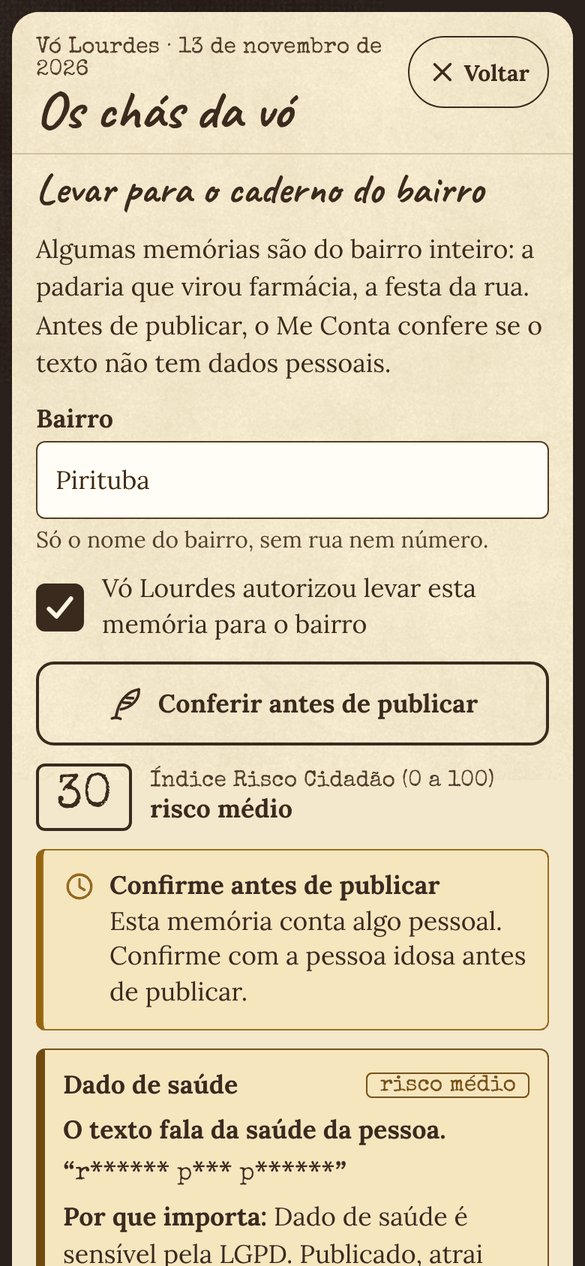 Vó Lourdes · 13 de novembro de
2026
Os chás da vó
Voltar
Levar para o caderno do bairro
Algumas memórias são do bairro inteiro: a
padaria que virou farmácia, a festa da rua.
Antes de publicar, o Me Conta confere se o
texto não tem dados pessoais.
Bairro
Pirituba
Só o nome do bairro, sem rua nem número.
Vó Lourdes autorizou levar esta
memória para o bairro
Conferir antes de publicar
30
Índice Risco Cidadão (0 a 100)
risco médio
Confirme antes de publicar
Esta memória conta algo pessoal.
Confirme com a pessoa idosa antes
de publicar.
Dado de saúde
risco médio
O texto fala da saúde da pessoa.
“r****** p*** p******”
Por que importa: Dado de saúde é
sensível pela LGPD. Publicado, atrai